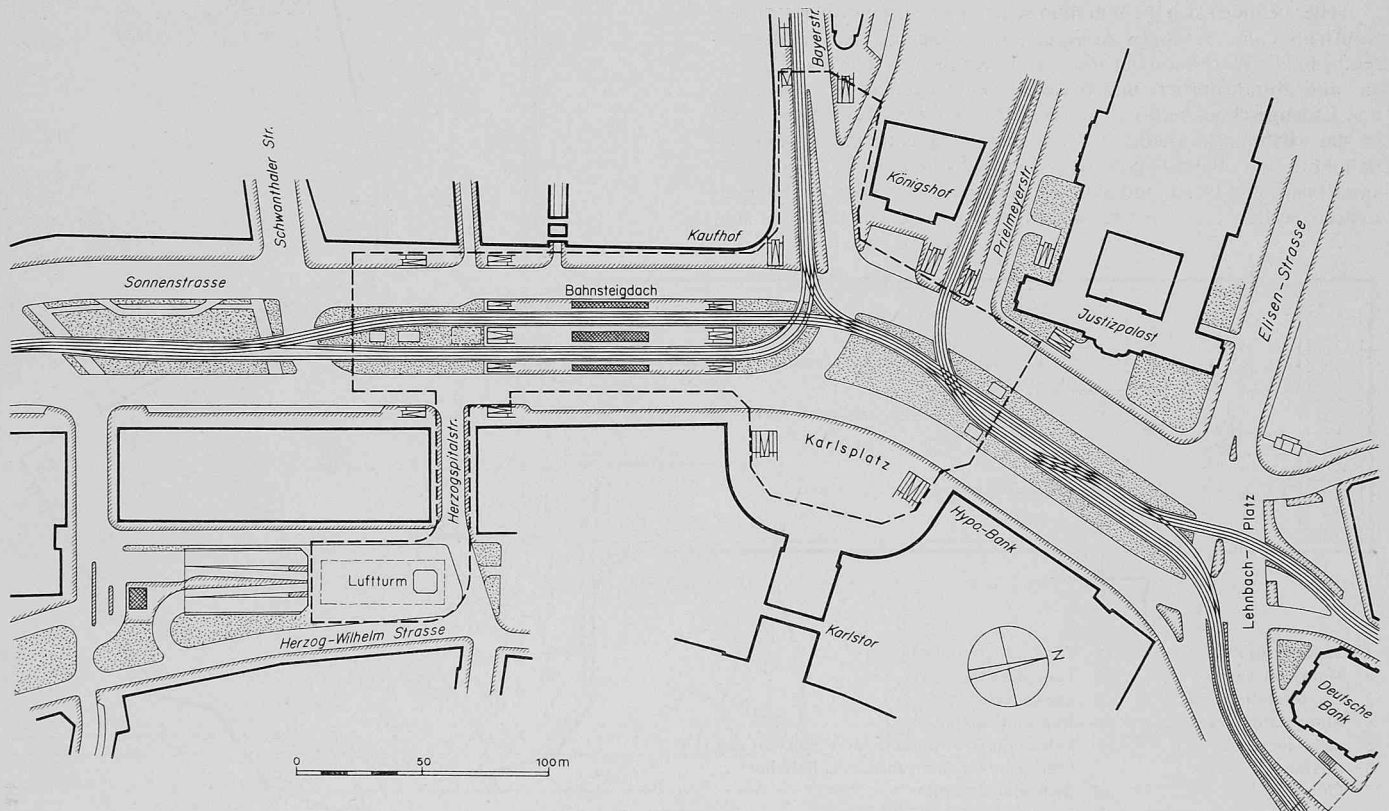 Bayerstr.
Schwanthaler Str.
Königshof
Prielmeyerstr.
Kaufhof
Sonnenstrasse
Bahnsteigdach
Justizpalast
Elisen-Strasse
Herzogspitalstr.
Karlsplatz
Hypo-Bank
Lehnbach-Platz
Luftturm
Herzog-Wilhelm Strasse
Karlstor
N
Deutsche
Bank
0 50 100m